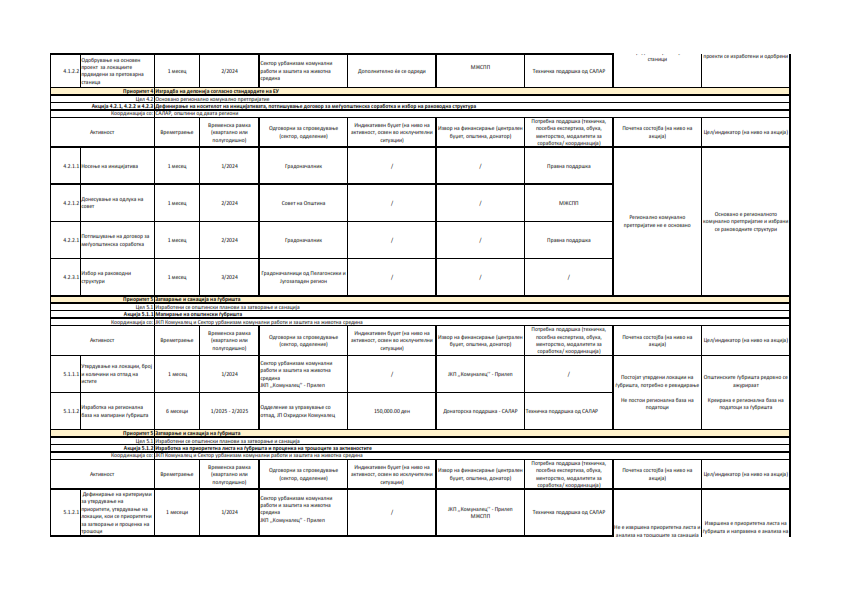 станици
проекти се изработени и одобрени
4.1.2.2
Одобрување на основен
проект за локациите
предвидени за претоварна
станица
1 месец
2/2024
Сектор урбанизам комунални
работи и заштита на животна
средина
Дополнително ќе се одреди
МЖСПП
Техничка поддршка од САЛАР
Приоритет 4 Изградба на депонија согласно стандардите на ЕУ
Цел 4.2 Основано регионално комунално претпријатие
Акција 4.2.1, 4.2.2 и 4.2.3 Дефинирање на носителот на иницијативата, потпишување договор за меѓуопштинска соработка и избор на раководна структура
Координација со: САЛАР, општини од двата региони
Активност
Времетраење
Временска рамка
(квартално или
полугодишно)
Одговорни за спроведување
(сектор, одделение)
Индикативен буџет (на ниво на
активност, освен во исклучителни
ситуации)
Извор на финансирање (централен
буџет, општина, донатор)
Потребна поддршка (техничка,
посебна експертиза, обука,
менторство, модалитети за
соработка/ координација)
Почетна состојба (на ниво на
акција)
Цел/индикатор (на ниво на акција)
4.2.1.1 Носење на иницијатива
1 месец
1/2024
Градоначалник
/
/
Правна поддршка
4.2.1.2
Донесување на одлука на
совет
1 месец
2/2024
Совет на Општина
/
/
МЖСПП
Регионално комунално
претпријатие не е основано
Основано е регионалното
комунално претпријатие и избрани
се раководните структури
4.2.2.1
Потпишување на договор за
меѓуопштинска соработка
1 месец
2/2024
Градоначалник
/
/
Правна поддршка
4.2.3.1
Избор на раководни
структури
1 месец
3/2024
Градоначалници од Пелагониски и
Југозападен регион
/
/
/
Приоритет 5 Затварање и санација на ѓубришта
Цел 5.1 Изработени се општински планови за затворање и санација
Акција 5.1.1 Мапирање на општински ѓубришта
Координација со: ЈКП Комуналец и Сектор урбанизам комунални работи и заштита на животна средина
Активност
Времетраење
Временска рамка
(квартално или
полугодишно)
Одговорни за спроведување
(сектор, одделение)
Индикативен буџет (на ниво на
активност, освен во исклучителни
ситуации)
Извор на финансирање (централен
буџет, општина, донатор)
Потребна поддршка (техничка,
посебна експертиза, обука,
менторство, модалитети за
соработка/ координација)
Почетна состојба (на ниво на
акција)
Цел/индикатор (на ниво на акција)
5.1.1.1
Утврдување на локации, број
и количини на отпад на
истите
1 месец
1/2024
Сектор урбанизам комунални
работи и заштита на животна
средина
ЈКП „Комуналец“ - Прилеп
/
ЈКП „Комуналец“ - Прилеп
/
Постојат утврдени локации на
ѓубришта, потребно е ревидирање
Општинските ѓубришта редовно се
ажурираат
5.1.1.2
Изработка на регионална
база на мапирани ѓубришта
6 месеци
1/2025 - 2/2025
Одделение за управување со
отпад, ЈП Охридски Комуналец
150,000.00 ден
Донаторска поддршка - САЛАР
Техничка поддршка од САЛАР
Не постои регионална база на
податоци
Креирана е регионална база на
податоци за ѓубришта
Приоритет 5 Затварање и санација на ѓубришта
Цел 5.1 Изработени се општински планови за затворање и санација
Акција 5.1.2 Изработка на приоритетна листа на ѓубришта и проценка на трошоците за активностите
Координација со: ЈКП Комуналец и Сектор урбанизам комунални работи и заштита на животна средина
Активност
Времетраење
Временска рамка
(квартално или
полугодишно)
Одговорни за спроведување
(сектор, одделение)
Индикативен буџет (на ниво на
активност, освен во исклучителни
ситуации)
Извор на финансирање (централен
буџет, општина, донатор)
Потребна поддршка (техничка,
посебна експертиза, обука,
менторство, модалитети за
соработка/ координација)
Почетна состојба (на ниво на
акција)
Цел/индикатор (на ниво на акција)
5.1.2.1
Дефинирање на критериуми
за утврдување на
приоритети, утврдување на
локации, кои се приоритетни
за затворање и проценка на
трошоци
1 месеци
1/2024
Сектор урбанизам комунални
работи и заштита на животна
средина
ЈКП „Комуналец“ - Прилеп
/
ЈКП „Комуналец“ - Прилеп
МЖСПП
Техничка поддршка од САЛАР
Не е извршена приоритетна листа и
анализа на трошоците за санација
Извршена е приоритетна листа на
ѓубришта и направена е анализа на